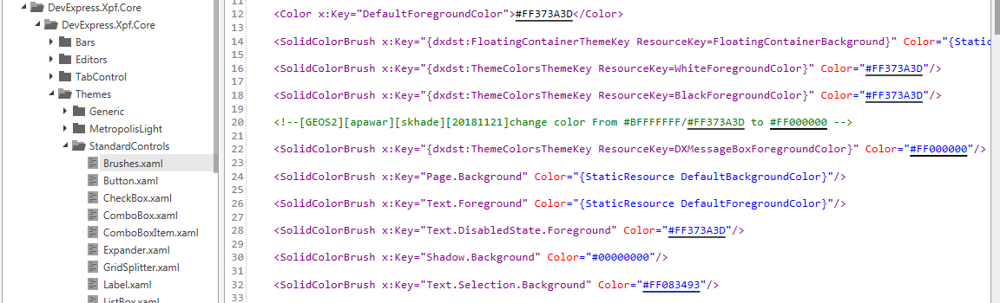 DevExpress.Xpf.Core
DevExpress.Xpf.Core
Bars
Editors
TabControl
Themes
Generic
MetropolisLight
StandardControls
Brushes.xaml
Button.xaml
CheckBox.xaml
ComboBox.xaml
ComboBoxItem.xaml
Expander.xaml
GridSplitter.xaml
Label.xaml
ListBox.xaml
11
12 <Color x:Key="DefaultForegroundColor">#FF373A3D</Color>
13
14 <SolidColorBrush x:Key="{dxdst:FloatingContainerThemeKey ResourceKey=FloatingContainerBackground}" Color="{Stat
15
16 <SolidColorBrush x:Key="{dxdst:ThemeColorsThemeKey ResourceKey=WhiteForegroundColor}" Color="#FF373A3D"/>
17
18 <SolidColorBrush x:Key="{dxdst:ThemeColorsThemeKey ResourceKey=BlackForegroundColor}" Color="#FF373A3D"/>
19
20 <!--[GEOS2][apawar][skhade][20181121]change color From #BFFFFFFF/#FF373A3D to #FF000000 -->
21
22 <SolidColorBrush x:Key="{dxdst:ThemeColorsThemeKey ResourceKey=DXMessageBoxForegroundColor}" Color="#FF000000"/>
23
24 <SolidColorBrush x:Key="Page.Background" Color="{StaticResource DefaultBackgroundColor}"/>
25
26 <SolidColorBrush x:Key="Text.Foreground" Color="{StaticResource DefaultForegroundColor}"/>
27
28 <SolidColorBrush x:Key="Text.DisabledState.Foreground" Color="#FF373A3D"/>
29
30 <SolidColorBrush x:Key="Shadow.Background" Color="#00000000"/>
31
32 <SolidColorBrush x:Key="Text.Selection.Background" Color="#FF083493"/>
33